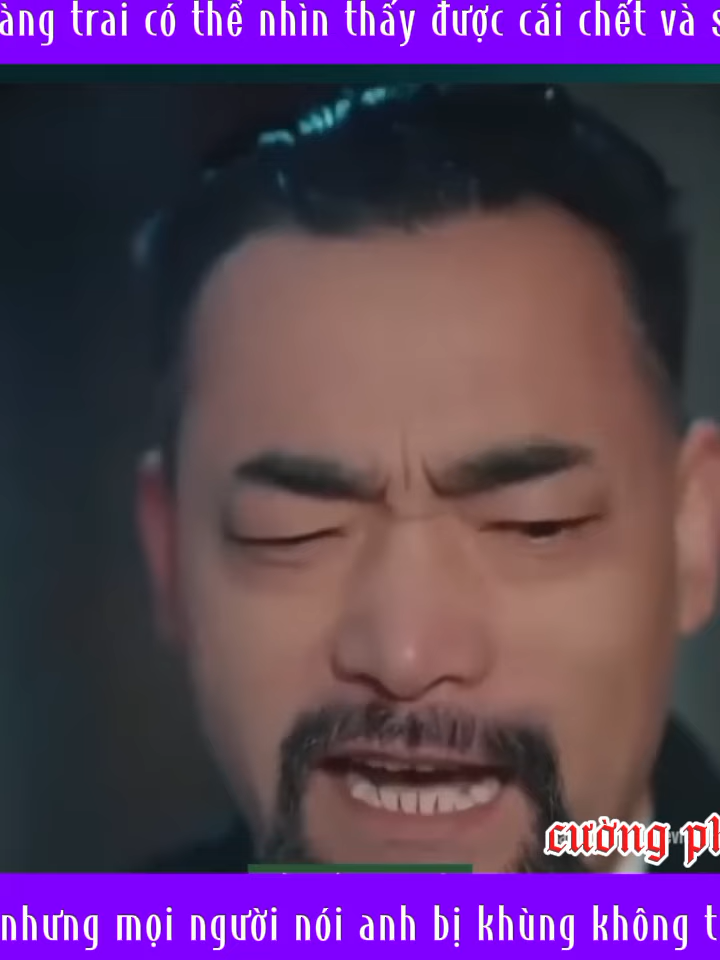 àng trai có thể nhìn thấy được cái chết và s
cường ph
nhưng mọi người nói anh bị khùng không t